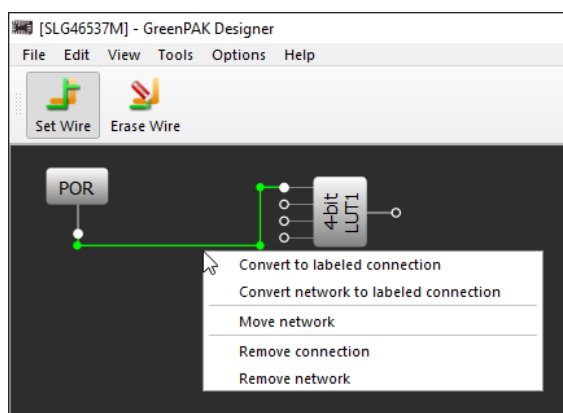 [SLG46537M] - GreenPAK Designer
File Edit View Tools Options Help
Set Wire Erase Wire
POR
4-bit
LUT1
Convert to labeled connection
Convert network to labeled connection
Move network
Remove connection
Remove network